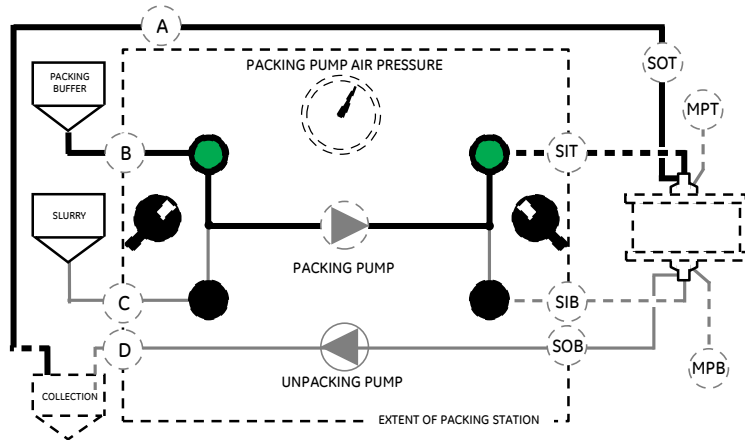 A
SOT
PACKING
BUFFER
PACKING PUMP AIR PRESSURE
MPT
B
SIT
SLURRY
PACKING PUMP
C
SIB
D
SOB
UNPACKING PUMP
MPB
COLLECTION
EXTENT OF PACKING STATION